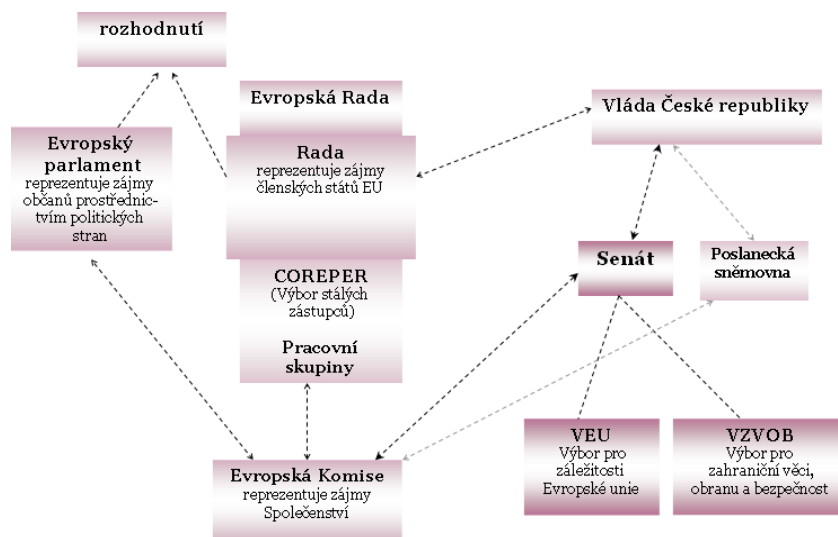 rozhodnutí
Evropská Rada
Vláda České republiky
Evropský
parlament
reprezentuje zájmy
občanů prostřednic-
tvím politických
stran
Rada
reprezentuje zájmy
členských států EU
Senát
Poslanecká
sněmovna
COREPER
(Výbor stálých
zástupců)
Pracovní
skupiny
Evropská Komise
reprezentuje zájmy
Společenství
VEU
Výbor pro
záležitosti
Evropské unie
VZVOB
Výbor pro
zahraniční věci,
obranu a bezpečnost